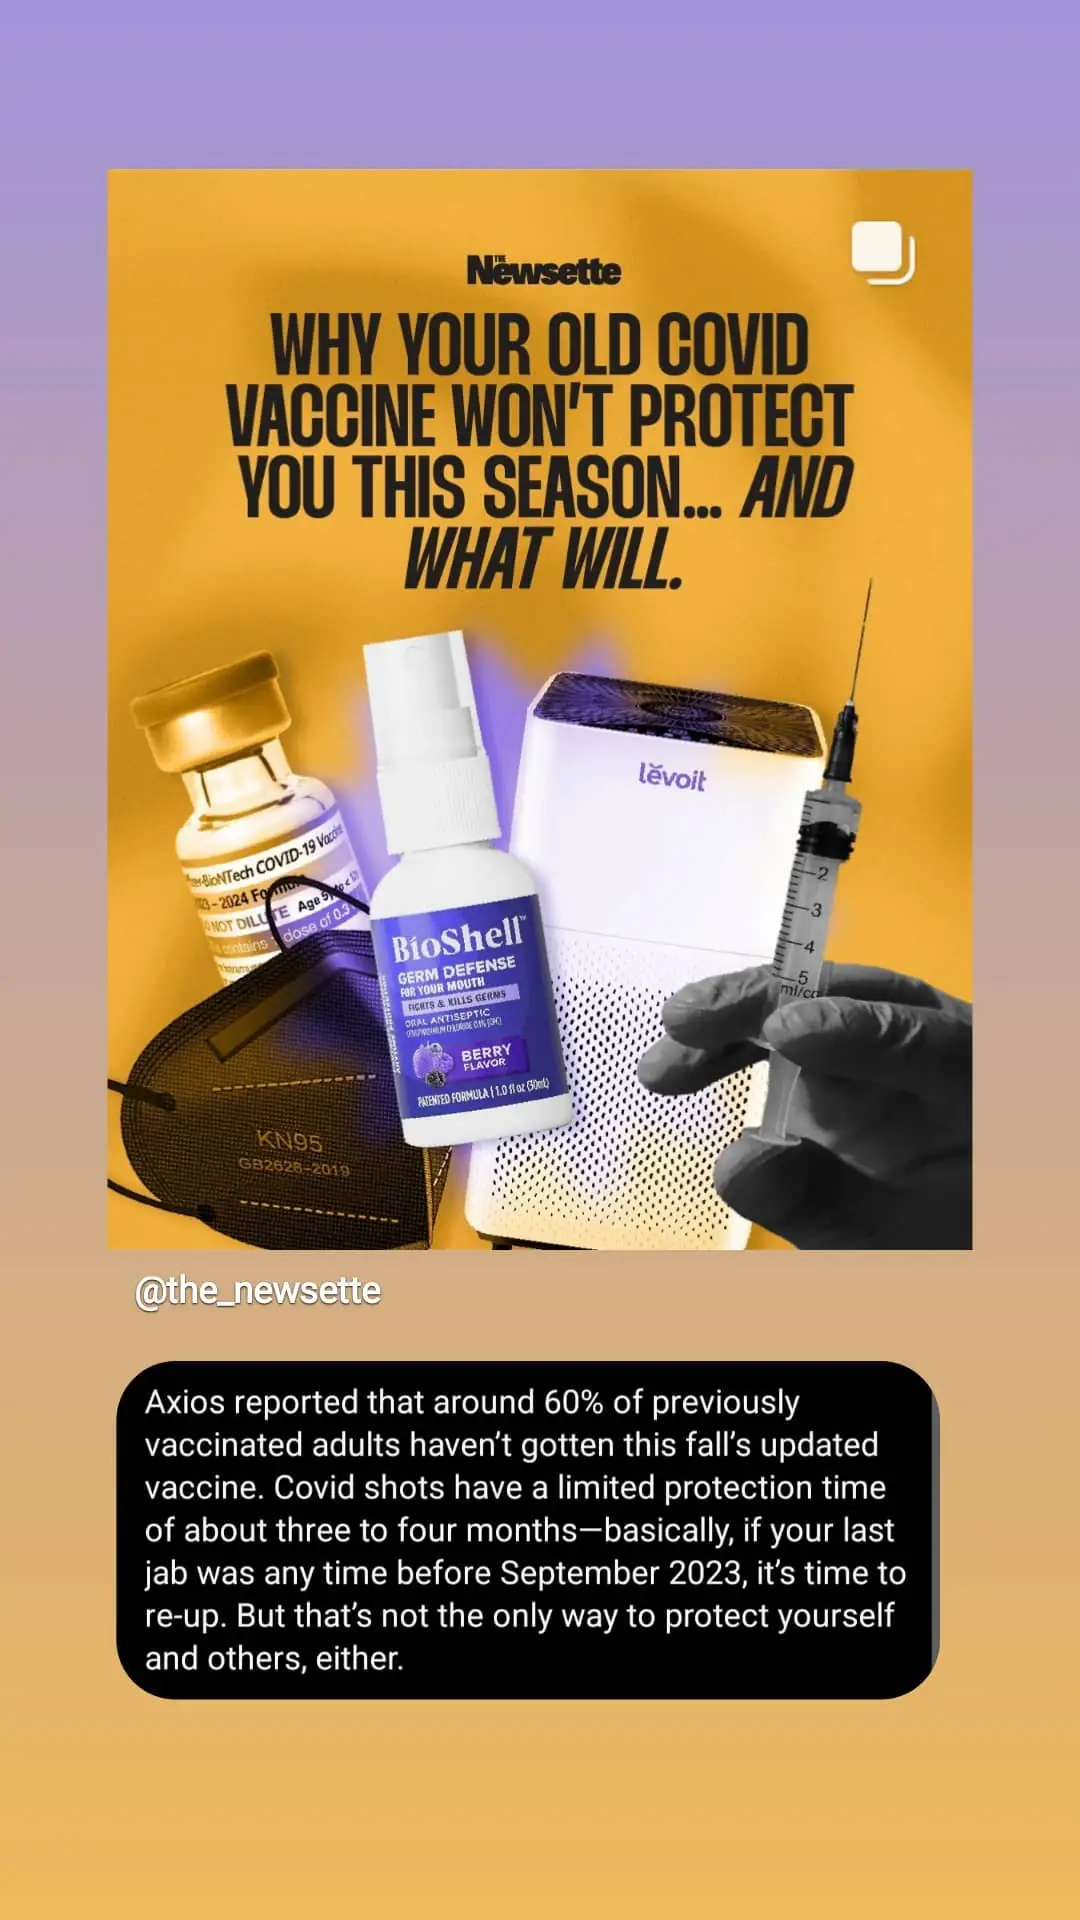 THE Newsette
WHY YOUR OLD COVID
VACCINE WON'T PROTECT
YOU THIS SEASON... AND
WHAT WILL.
lěvoit
-BioNTech COVID-19
– 2024
NOT DILUTE Age 5
contains dose of 0.3
BioShell™
GERM DEFENSE
FOR YOUR MOUTH
FIGHTS & KILLS GERMS
ORAL ANTISEPTIC
BERRY
FLAVOR
PATENTED FORMULA | 1.0 fl oz (30mL)
2
3
4
5
ml/cc
KN95
GB2626-2019
@the_newsette
Axios reported that around 60% of previously
vaccinated adults haven’t gotten this fall’s updated
vaccine. Covid shots have a limited protection time
of about three to four months—basically, if your last
jab was any time before September 2023, it’s time to
re-up. But that’s not the only way to protect yourself
and others, either.